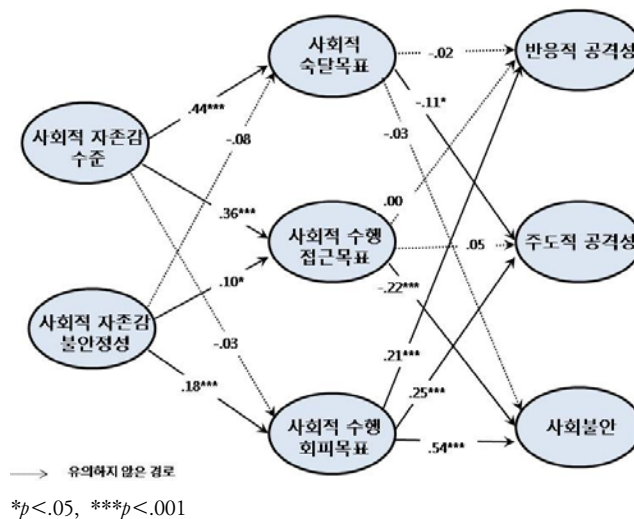 사회적
숙달목표
-.02
반응적 공격성
.44***
-.11*
-.08
-.03
사회적 자존감
수준
.36***
.00
사회적 수행
접근목표
.05
주도적 공격성
.10*
-.22***
사회적 자존감
불안정성
-.03
.21***
.18***
.25***
사회적 수행
회피목표
.54***
사회불안
유의하지 않은 경로
*p<.05, ***p<.001